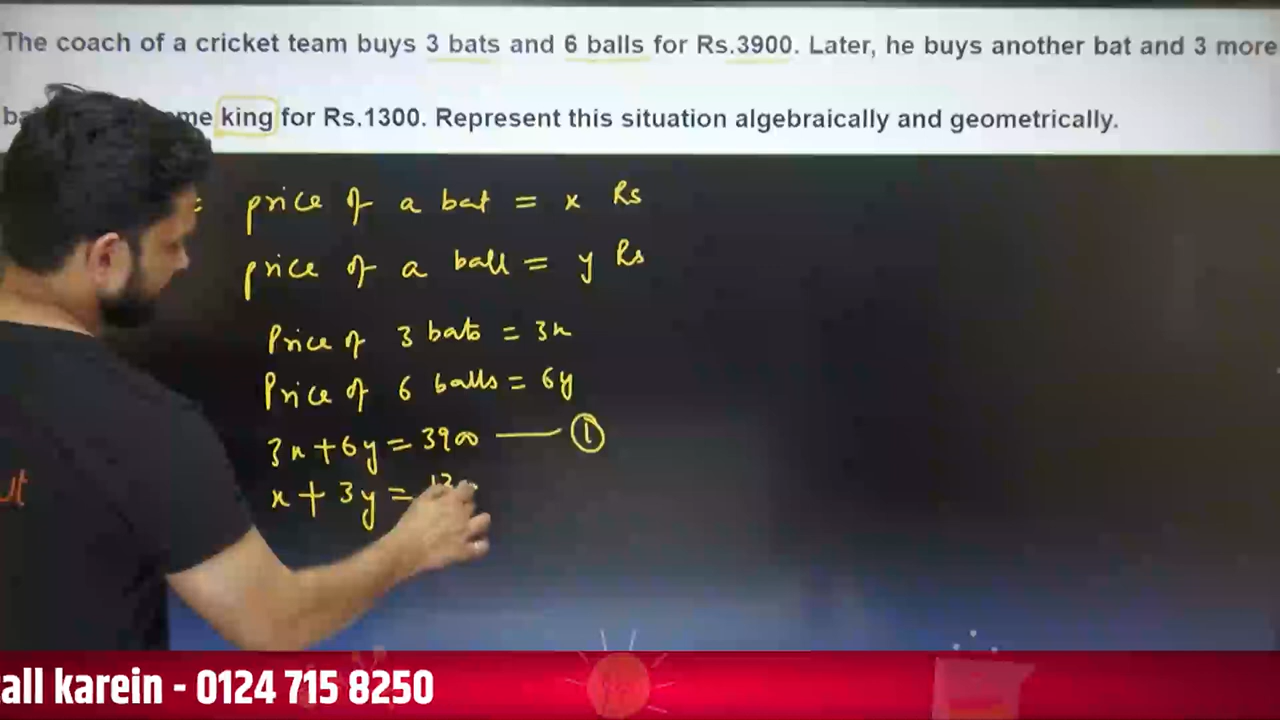 The coach of a cricket team buys 3 bats and 6 balls for Rs.3900. Later, he buys another bat and 3 more
king for Rs.1300. Represent this situation algebraically and geometrically.
= price of a bat = x Rs
price of a ball = y Rs
Price of 3 bats = 3x
Price of 6 balls = 6y
3x + 6y = 3900 — ①
x + 3y =
all karein - 0124 715 8250